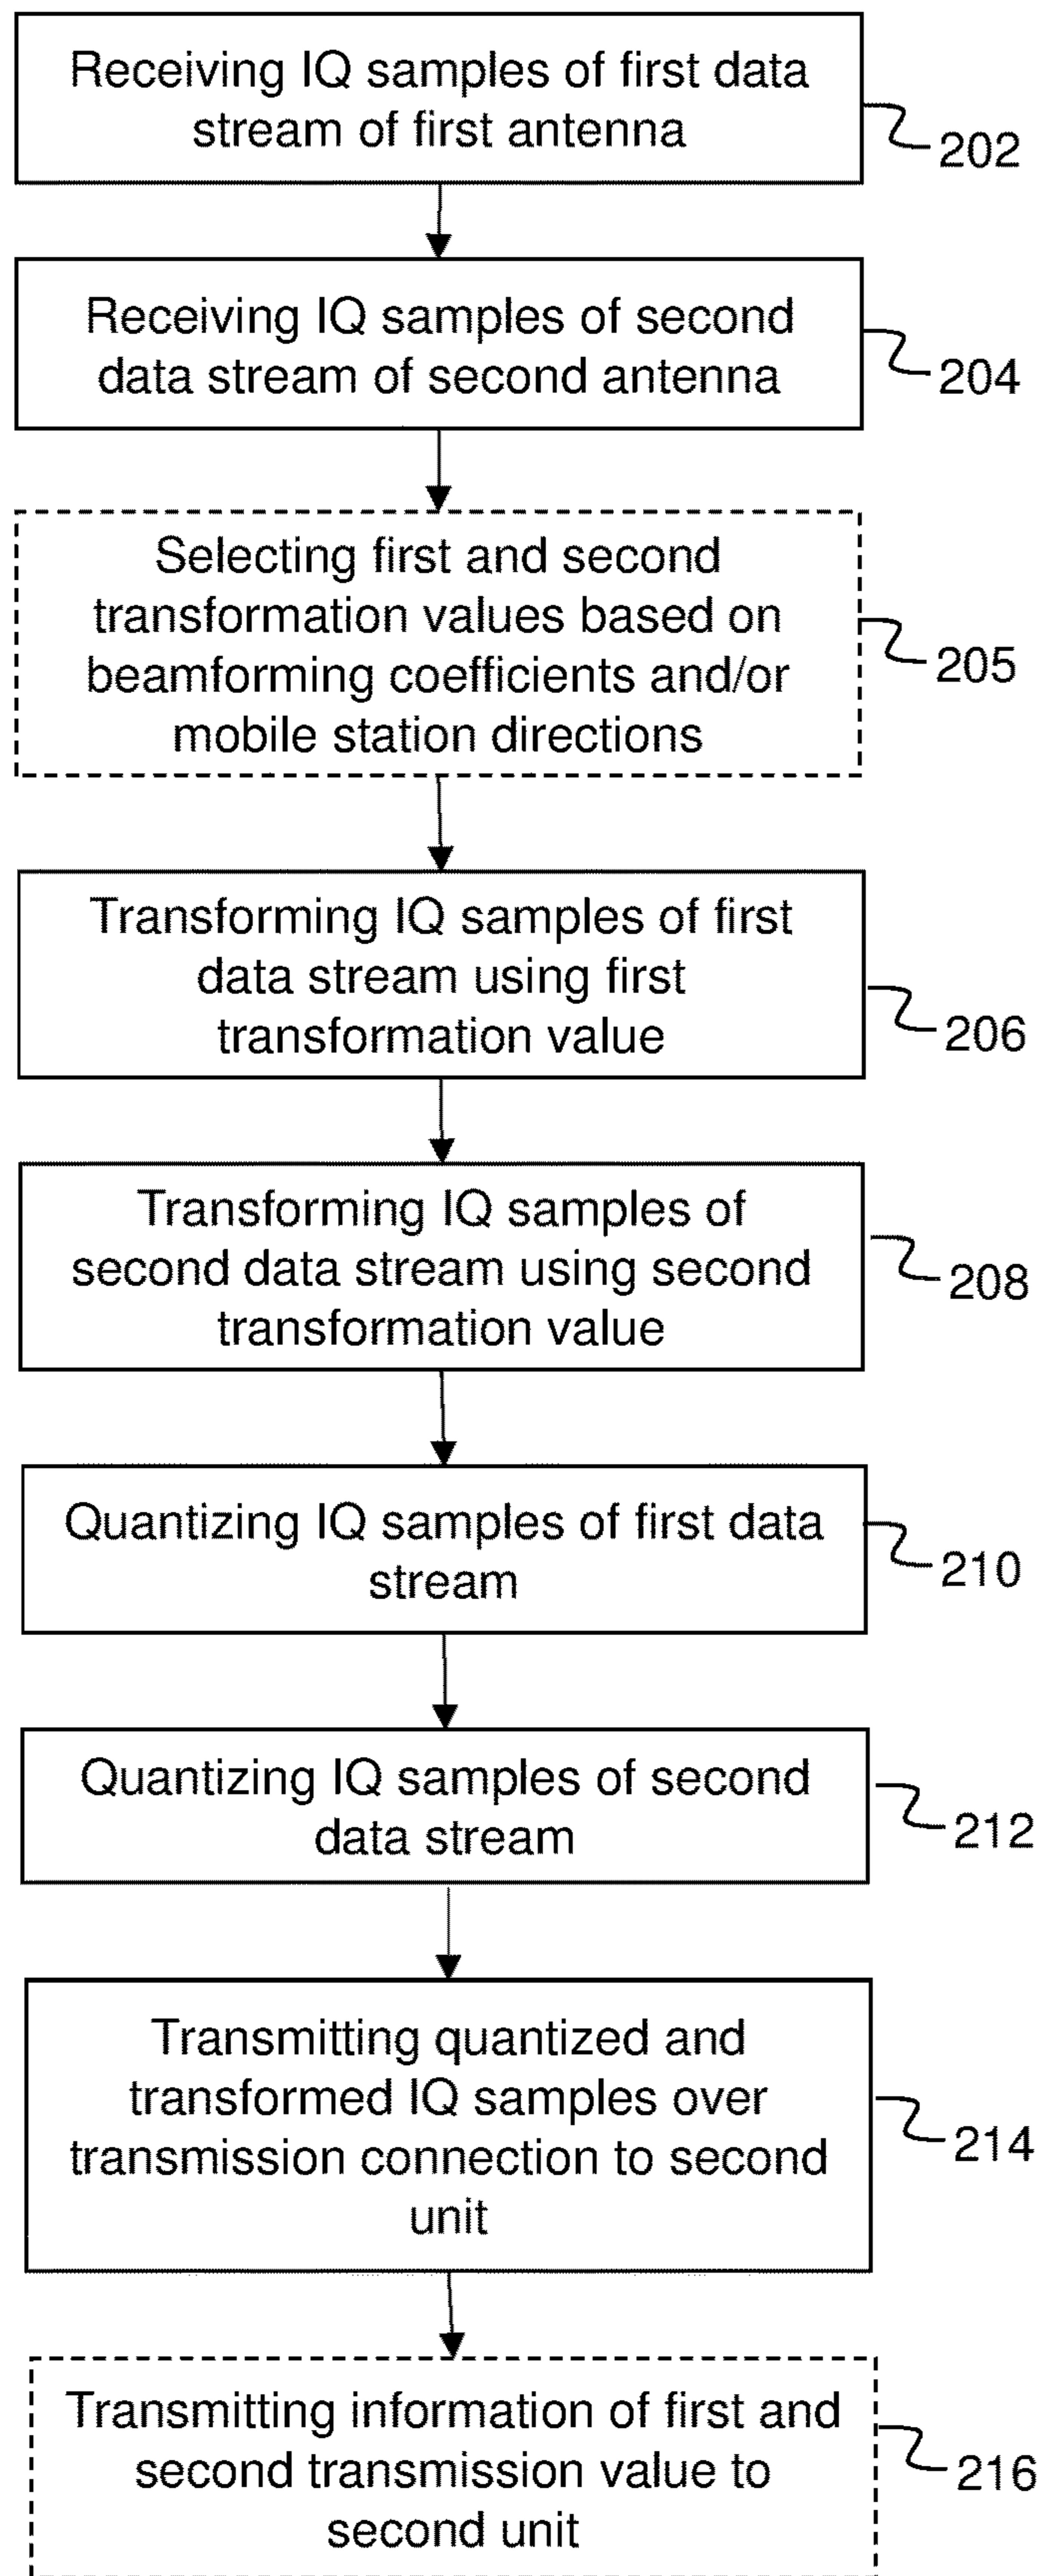 Receiving IQ samples of first data
stream of first antenna
202
Receiving IQ samples of second
data stream of second antenna
204
Selecting first and second
transformation values based on
beamforming coefficients and/or
mobile station directions
205
Transforming IQ samples of first
data stream using first
transformation value
206
Transforming IQ samples of
second data stream using second
transformation value
208
Quantizing IQ samples of first data
stream
210
Quantizing IQ samples of second
data stream
212
Transmitting quantized and
transformed IQ samples over
transmission connection to second
unit
214
Transmitting information of first and
second transmission value to
second unit
216